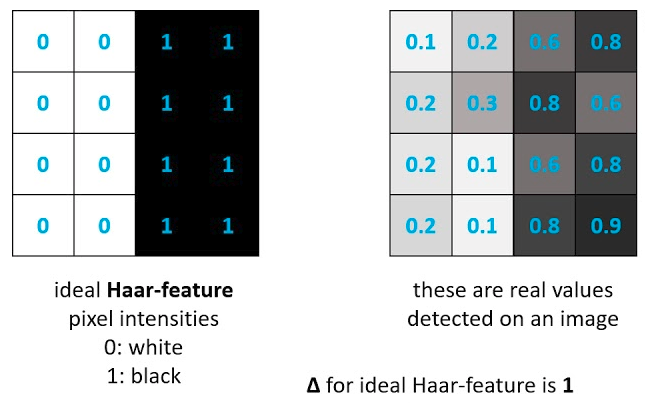 0 0 1 1
0 0 1 1
0 0 1 1
0 0 1 1
ideal Haar-feature
pixel intensities
0: white
1: black
0.1 0.2 0.6 0.8
0.2 0.3 0.8 0.6
0.2 0.1 0.6 0.8
0.2 0.1 0.8 0.9
these are real values
detected on an image
Δ for ideal Haar-feature is 1